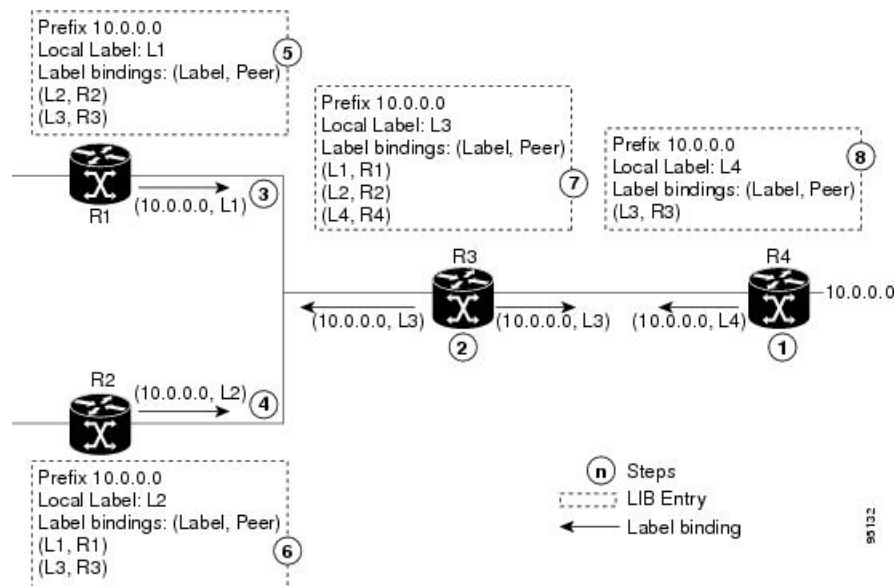 Prefix 10.0.0.0
Local Label: L1
Label bindings: (Label, Peer)
(L2, R2)
(L3, R3)
5
Prefix 10.0.0.0
Local Label: L3
Label bindings: (Label, Peer)
(L1, R1)
(L2, R2)
(L4, R4)
7
Prefix 10.0.0.0
Local Label: L4
Label bindings: (Label, Peer)
(L3, R3)
8
R1
(10.0.0.0, L1)
3
R3
R4
10.0.0.0
(10.0.0.0, L3)
(10.0.0.0, L3)
(10.0.0.0, L4)
2
1
R2
(10.0.0.0, L2)
4
Prefix 10.0.0.0
Local Label: L2
Label bindings: (Label, Peer)
(L1, R1)
(L3, R3)
6
n Steps
LIB Entry
Label binding
95132